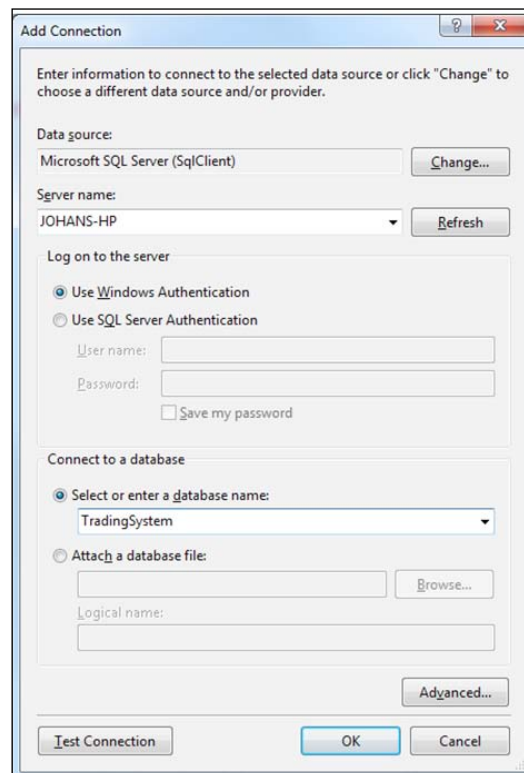 Add Connection
Enter information to connect to the selected data source or click "Change" to
choose a different data source and/or provider.
Data source:
Microsoft SQL Server (SqlClient)
Change...
Server name:
JOHANS-HP
Refresh
Log on to the server
Use Windows Authentication
Use SQL Server Authentication
User name:
Password:
Save my password
Connect to a database
Select or enter a database name:
TradingSystem
Attach a database file:
Browse...
Logical name:
Advanced...
Test Connection
OK
Cancel